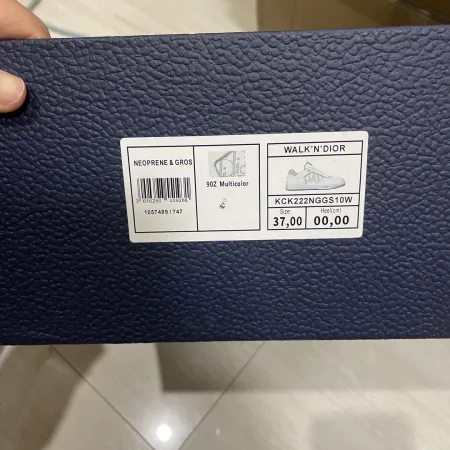 NEOPRENE & GROS
1057485 / 747
90Z Multicolor
WALK'N'DIOR
KCK222NGGS10W
Size: Heel(cm)
37,00 00,00